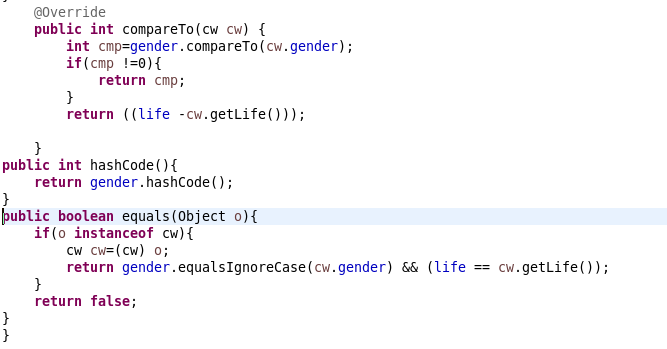 @Override
public int compareTo(cw cw) {
int cmp=gender.compareTo(cw.gender);
if(cmp !=0){
return cmp;
}
return ((life -cw.getLife()));
}
public int hashCode(){
return gender.hashCode();
}
public boolean equals(Object o){
if(o instanceof cw){
cw cw=(cw) o;
return gender.equalsIgnoreCase(cw.gender) && (life == cw.getLife());
}
return false;
}
}